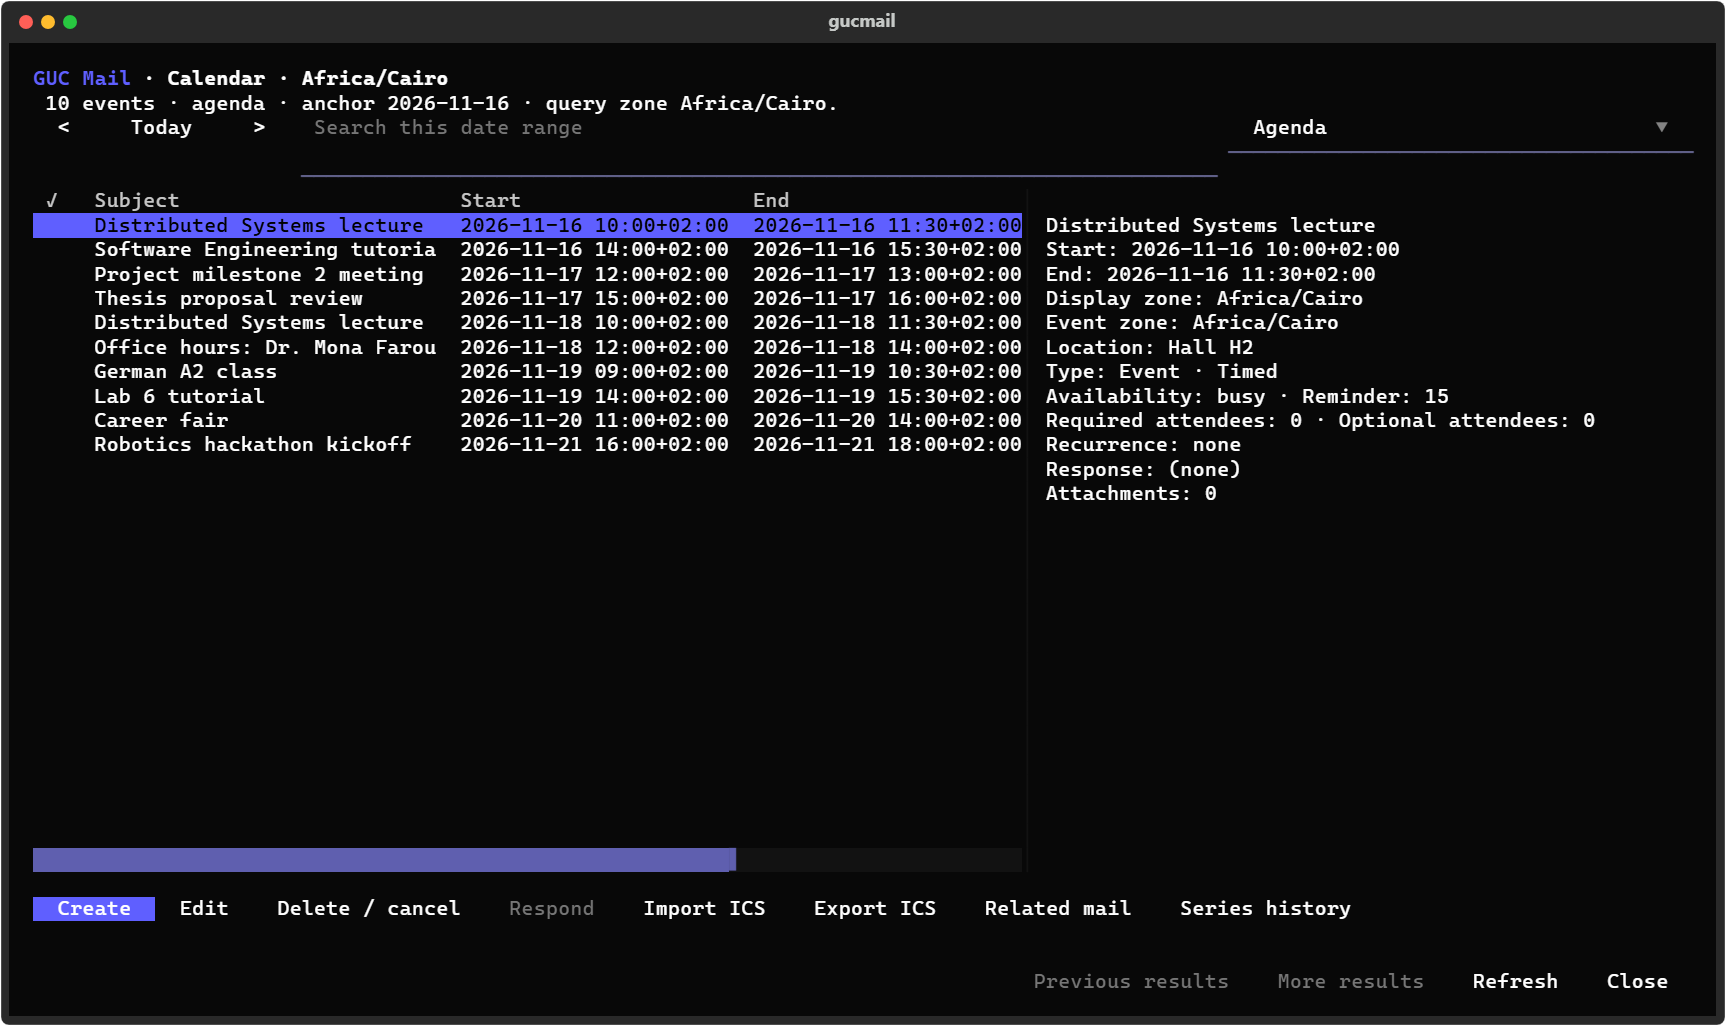 gucmail
GUC Mail · Calendar · Africa/Cairo
10 events · agenda · anchor 2026-11-16 · query zone Africa/Cairo.
< Today > Search this date range Agenda ▼
√ Subject Start End
Distributed Systems lecture 2026-11-16 10:00+02:00 2026-11-16 11:30+02:00
Software Engineering tutoria 2026-11-16 14:00+02:00 2026-11-16 15:30+02:00
Project milestone 2 meeting 2026-11-17 12:00+02:00 2026-11-17 13:00+02:00
Thesis proposal review 2026-11-17 15:00+02:00 2026-11-17 16:00+02:00
Distributed Systems lecture 2026-11-18 10:00+02:00 2026-11-18 11:30+02:00
Office hours: Dr. Mona Farou 2026-11-18 12:00+02:00 2026-11-18 14:00+02:00
German A2 class 2026-11-19 09:00+02:00 2026-11-19 10:30+02:00
Lab 6 tutorial 2026-11-19 14:00+02:00 2026-11-19 15:30+02:00
Career fair 2026-11-20 11:00+02:00 2026-11-20 14:00+02:00
Robotics hackathon kickoff 2026-11-21 16:00+02:00 2026-11-21 18:00+02:00
Distributed Systems lecture
Start: 2026-11-16 10:00+02:00
End: 2026-11-16 11:30+02:00
Display zone: Africa/Cairo
Event zone: Africa/Cairo
Location: Hall H2
Type: Event · Timed
Availability: busy · Reminder: 15
Required attendees: 0 · Optional attendees: 0
Recurrence: none
Response: (none)
Attachments: 0
Create Edit Delete / cancel Respond Import ICS Export ICS Related mail Series history
Previous results More results Refresh Close